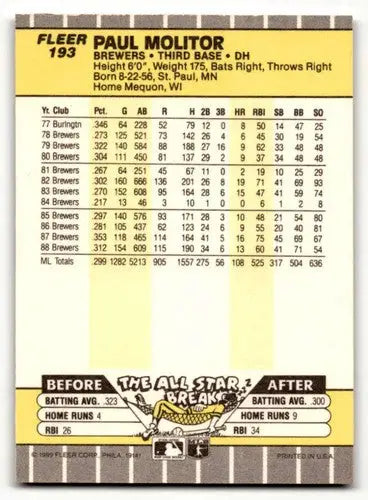 FLEER
193
PAUL MOLITOR
BREWERS • THIRD BASE • DH
Height 6'0", Weight 175, Bats Right, Throws Right
Born 8-22-56, St. Paul, MN
Home Mequon, WI
Yr. Club Pct. G AB R H 2B 3B HR RBI SB BB SO
77 Burlngtn .346 64 228 52 79 12 0 8 50 14 47 25
78 Brewers .273 125 521 73 142 26 4 6 45 30 19 54
79 Brewers .322 140 584 88 188 27 16 9 62 33 48 48
80 Brewers .304 111 450 81 137 29 2 9 37 34 48 48
81 Brewers .267 64 251 45 67 11 0 2 19 10 25 29
82 Brewers .302 160 666 136 201 26 8 19 71 41 69 93
83 Brewers .270 152 608 95 164 28 6 15 47 41 59 74
84 Brewers .217 13 46 3 10 1 0 0 6 1 2 8
85 Brewers .297 140 576 93 171 28 3 10 48 21 54 80
86 Brewers .281 105 437 62 123 24 6 9 55 20 40 81
87 Brewers .353 118 465 114 164 41 5 16 75 45 69 67
88 Brewers .312 154 609 115 190 34 6 13 60 41 71 54
ML Totals .299 1282 5213 905 1557 275 56 108 525 317 504 636
BEFORE THE ALL STAR BREAK AFTER
BATTING AVG. .323 BATTING AVG. .300
HOME RUNS 4 HOME RUNS 9
RBI 26 RBI 34
FLEER CORP., PHILA. 19141 PRINTED IN U.S.A.